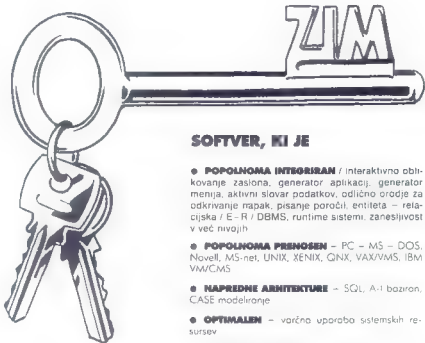 ZIM
SOFTVER, KI JE
● POPOLNOMA INTEGRIRAN / Interaktivno obli-
kovanje zaslona, generator aplikacij, generator
menija, aktivni slovar podatkov, odlično orodje za
odkrivanje napak, pisanje poročil, entiteta – rela-
cijska / E – R / DBMS, runtime sistemi, zanesljivost
v več nivojih
● POPOLNOMA PRENOSEN – PC – MS – DOS,
Novell, MS-net, UNIX, XENIX, QNX, VAX/VMS, IBM
VM/CMS
● NAPREDNE ARHITEKTURE – SQL, A-I baziran,
CASE modeliranje
● OPTIMALEN – varčna uporaba sistemskih re-
sursev